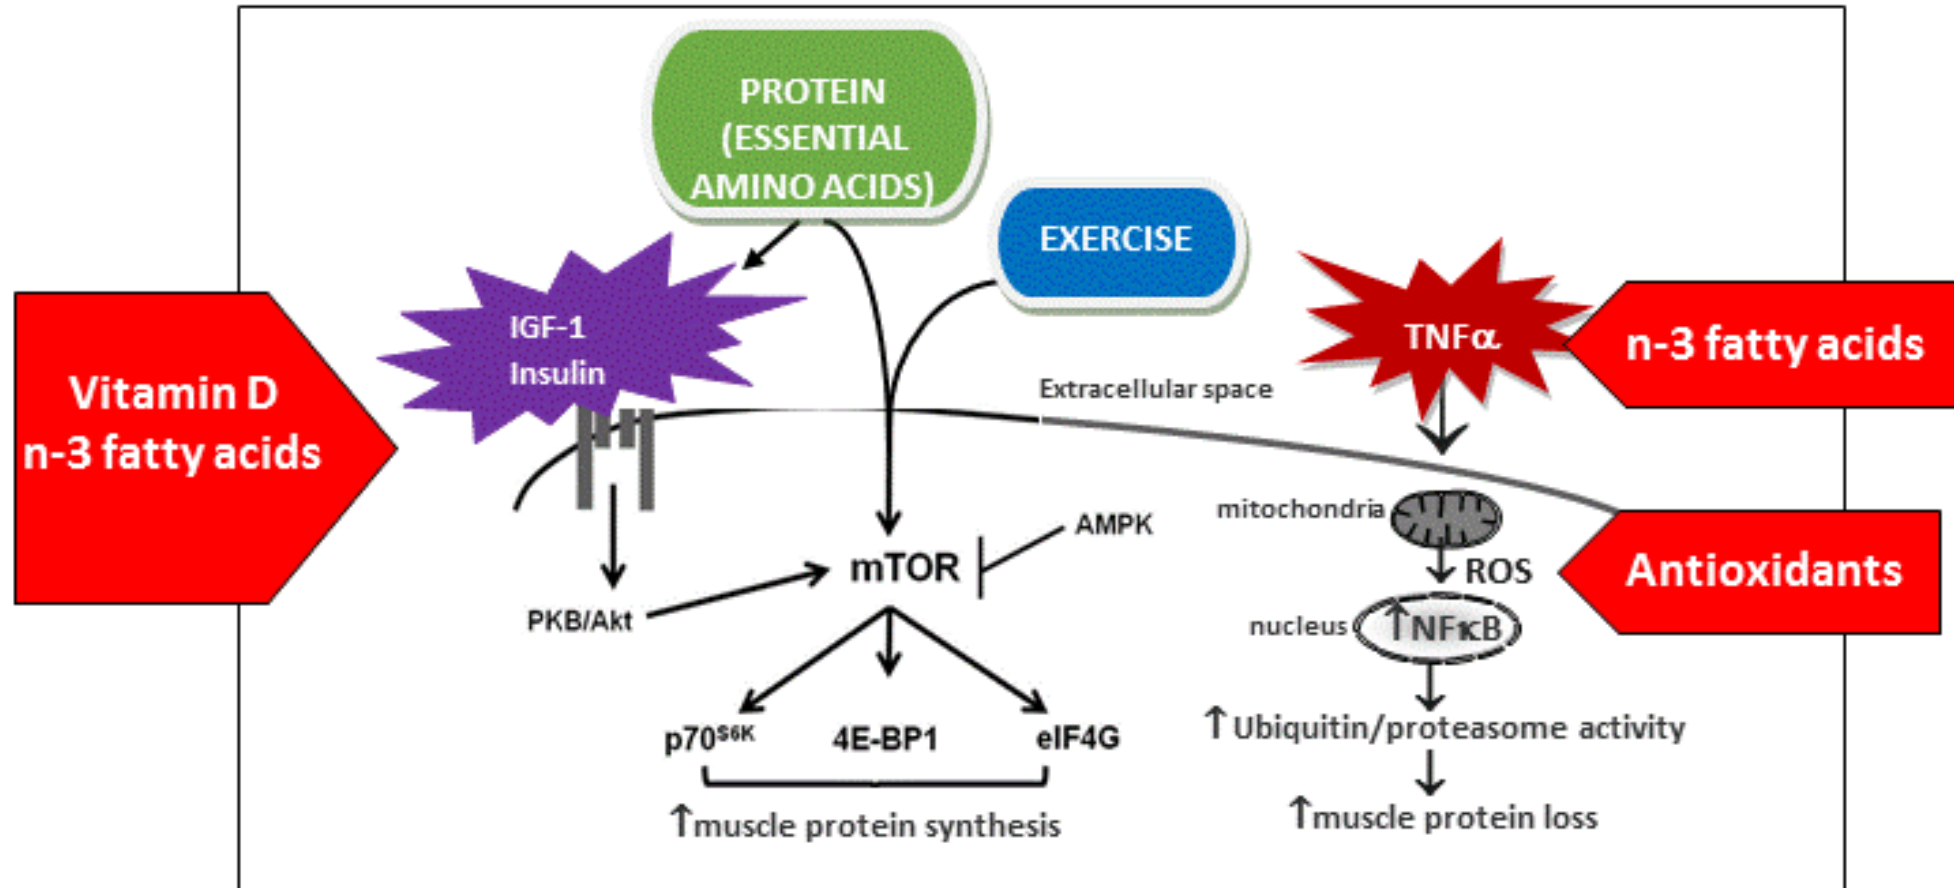 PROTEIN
(ESSENTIAL
AMINO ACIDS)
EXERCISE
IGF-1
Insulin
TNFα
n-3 fatty acids
Vitamin D
n-3 fatty acids
Extracellular space
mitochondria
AMPK
mTOR
ROS
Antioxidants
PKB/Akt
nucleus
↑NFκB
p70S6K
4E-BP1
eIF4G
↑Ubiquitin/proteasome activity
↑muscle protein synthesis
↑muscle protein loss